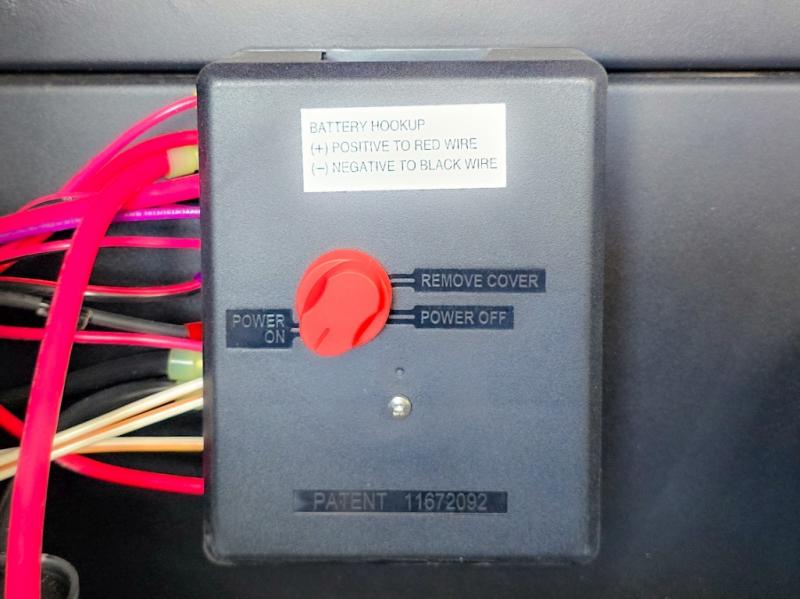 BATTERY HOOKUP
(+) POSITIVE TO RED WIRE
(−) NEGATIVE TO BLACK WIRE
REMOVE COVER
POWER OFF
POWER
ON
PATENT 11672092